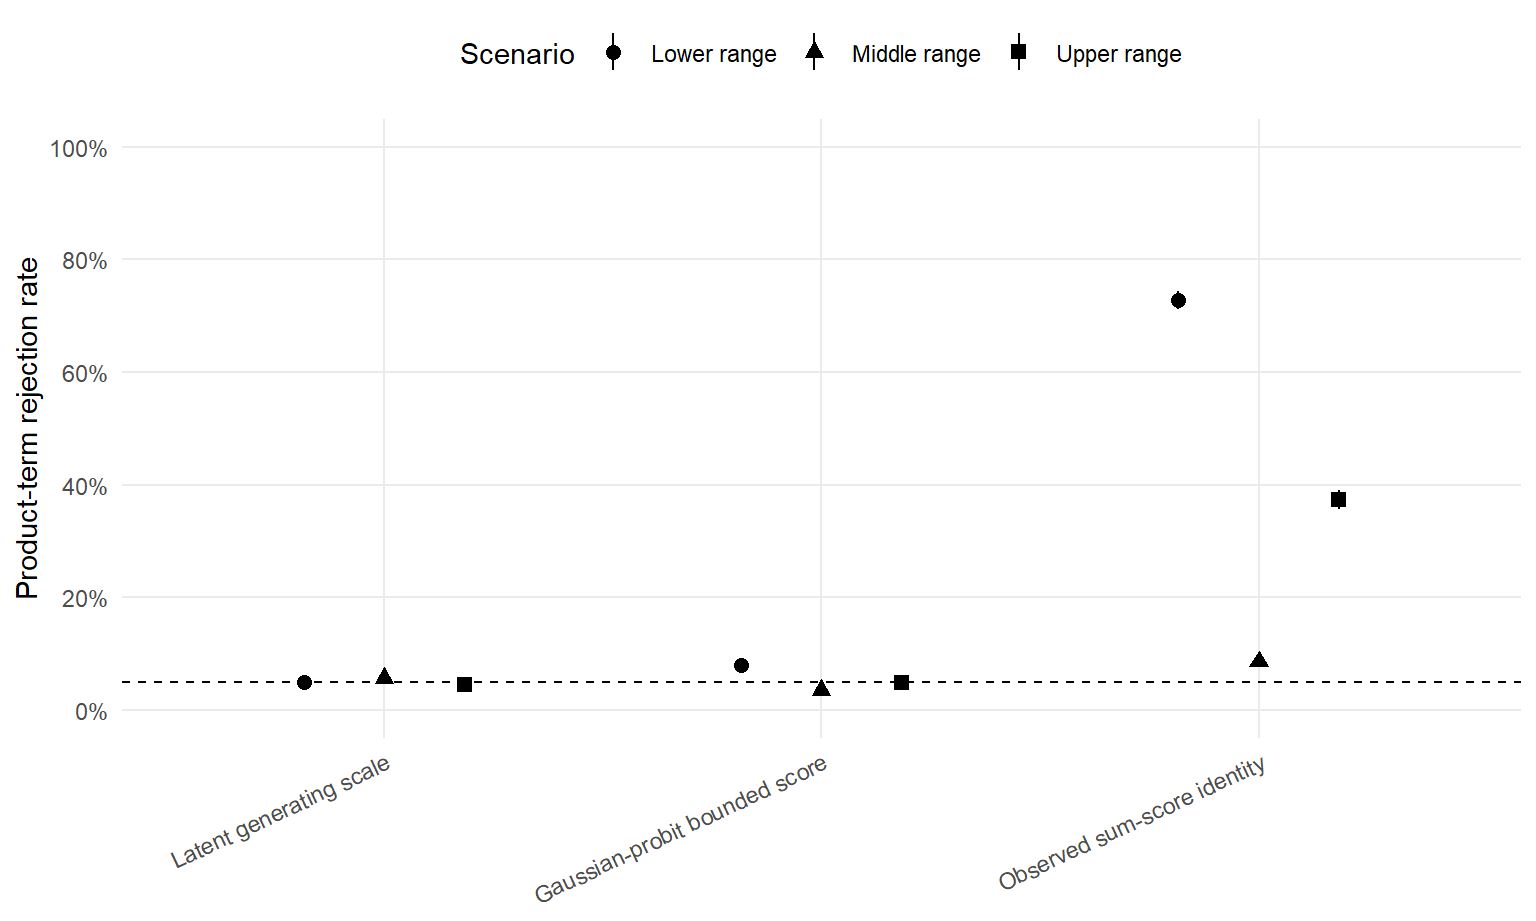 Scenario Lower range Middle range Upper range
Product-term rejection rate
100%
80%
60%
40%
20%
0%
Latent generating scale
Gaussian-probit bounded score
Observed sum-score identity